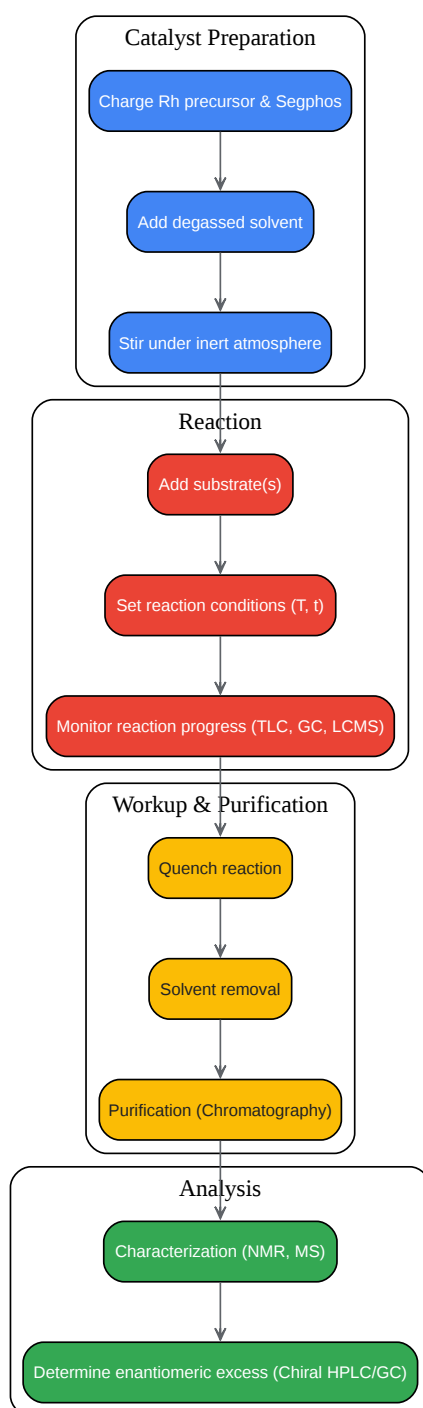 Catalyst Preparation
Charge Rh precursor & Segphos
Add degassed solvent
Stir under inert atmosphere
Reaction
Add substrate(s)
Set reaction conditions (T, t)
Monitor reaction progress (TLC, GC, LCMS)
Workup & Purification
Quench reaction
Solvent removal
Purification (Chromatography)
Analysis
Characterization (NMR, MS)
Determine enantiomeric excess (Chiral HPLC/GC)